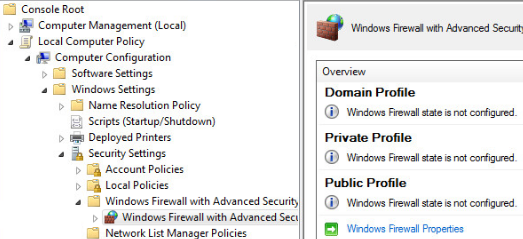 Console Root
Computer Management (Local)
Local Computer Policy
Computer Configuration
Software Settings
Windows Settings
Name Resolution Policy
Scripts (Startup/Shutdown)
Deployed Printers
Security Settings
Account Policies
Local Policies
Windows Firewall with Advanced Security
Windows Firewall with Advanced Secu
Network List Manager Policies
Windows Firewall with Advanced Security
Overview
Domain Profile
Windows Firewall state is not configured.
Private Profile
Windows Firewall state is not configured.
Public Profile
Windows Firewall state is not configured.
Windows Firewall Properties